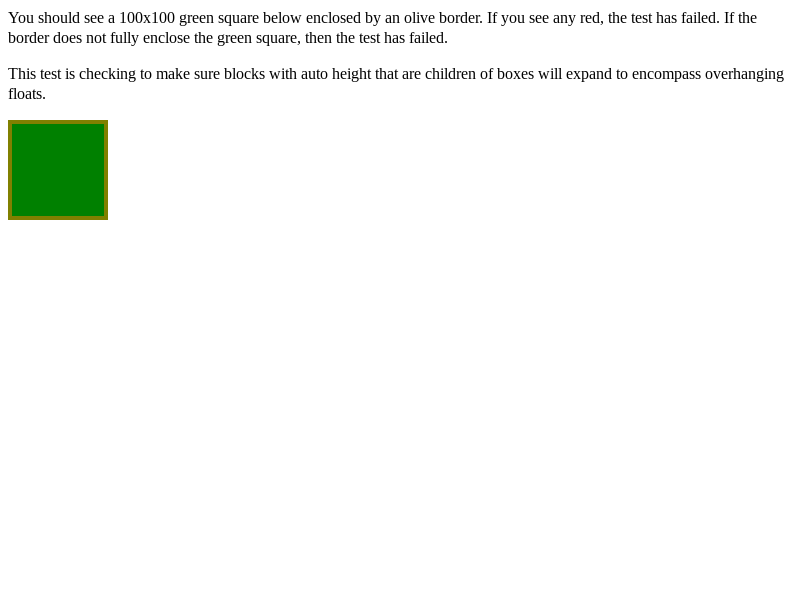 You should see a 100x100 green square below enclosed by an olive border. If you see any red, the test has failed. If the
border does not fully enclose the green square, then the test has failed.
This test is checking to make sure blocks with auto height that are children of boxes will expand to encompass overhanging
floats.